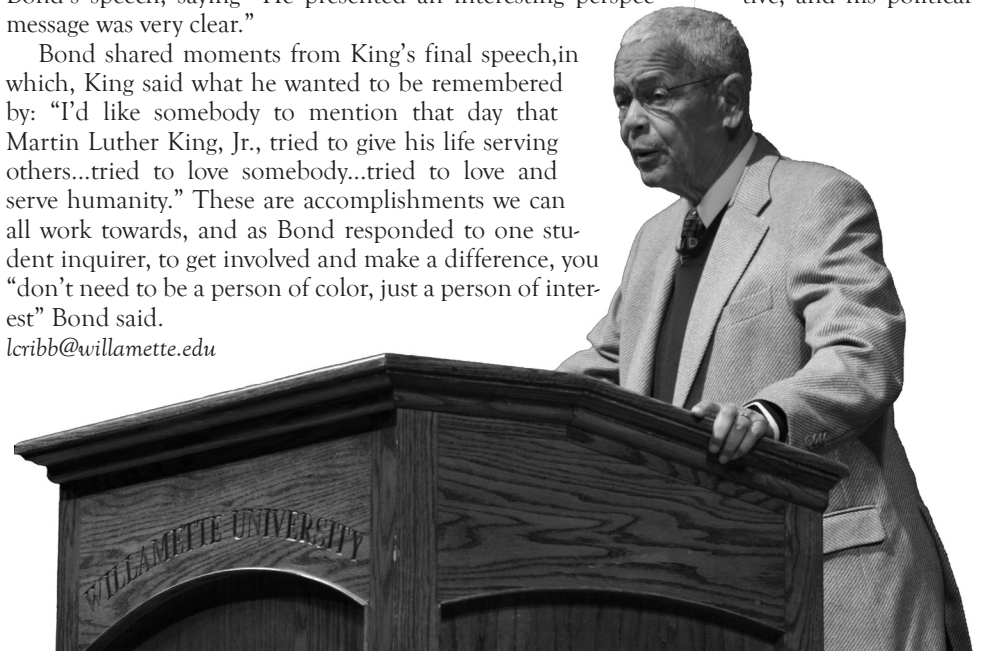 Bond's speech, saying "He presented an interesting perspec-
tive, and his political
message was very clear."
Bond shared moments from King's final speech,in
which, King said what he wanted to be remembered
by: "I'd like somebody to mention that day that
Martin Luther King, Jr., tried to give his life serving
others...tried to love somebody...tried to love and
serve humanity." These are accomplishments we can
all work towards, and as Bond responded to one stu-
dent inquirer, to get involved and make a difference, you
"don't need to be a person of color, just a person of inter-
est" Bond said.
lcribb@willamette.edu
WILLAMETTE UNIVERSITY